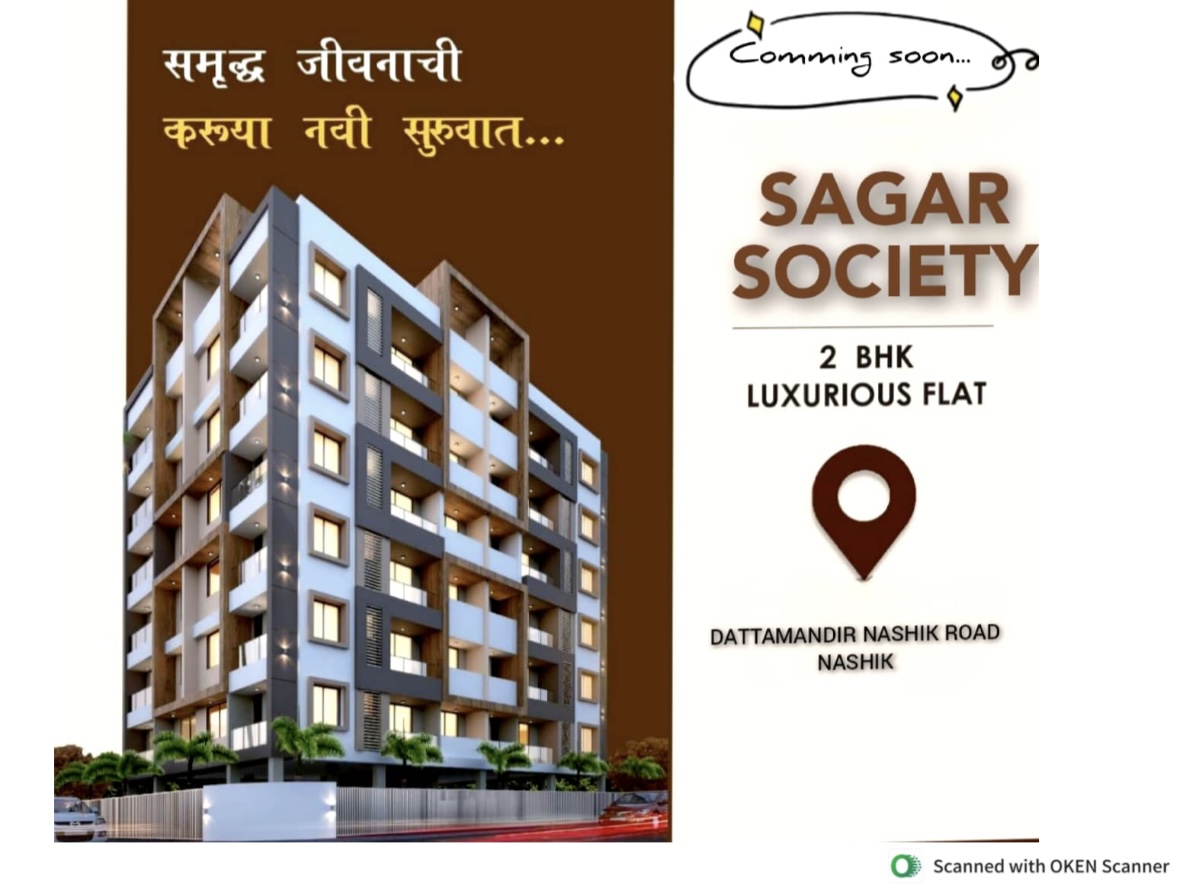 समृद्ध जीवनाची
करूया नवी सुरुवात...
Comming soon...
SAGAR
SOCIETY
2 BHK
LUXURIOUS FLAT
DATTAMANDIR NASHIK ROAD
NASHIK
Scanned with OKEN Scanner